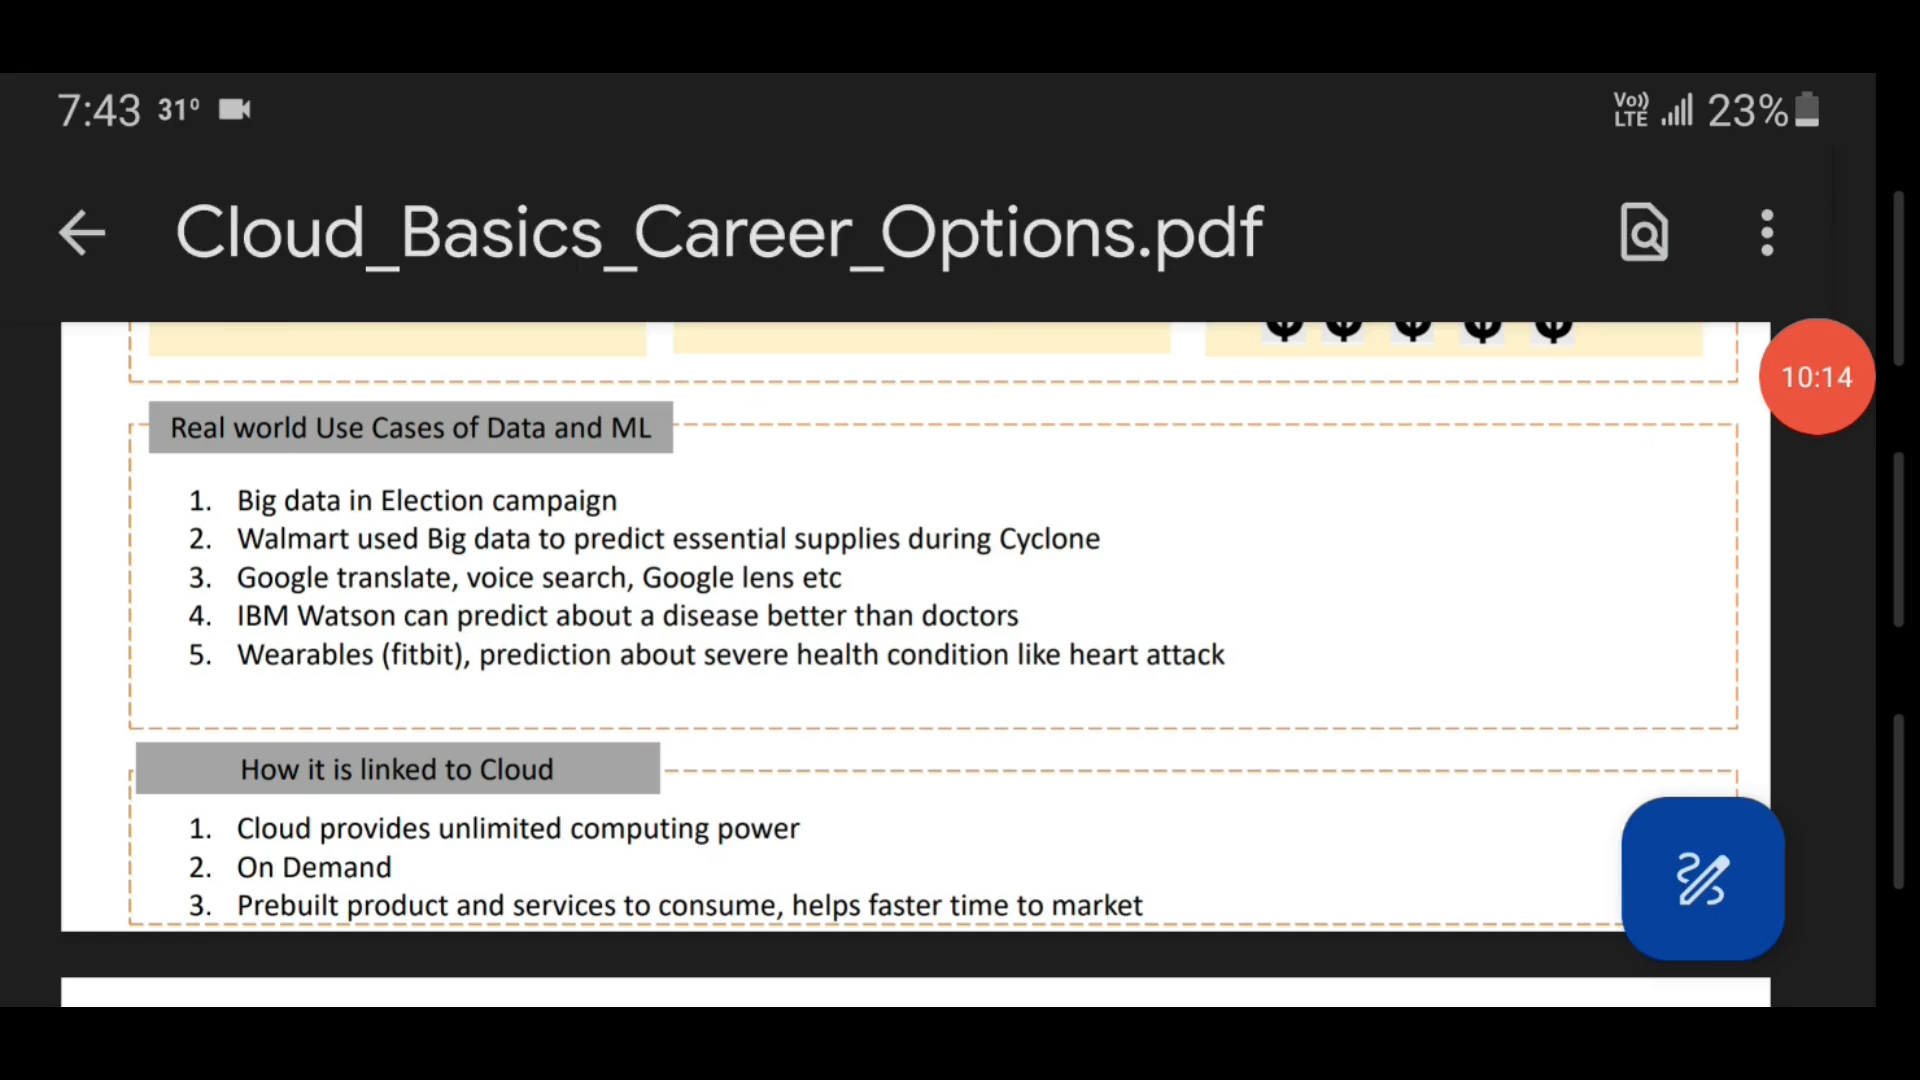 7:43 31°
Vo)) LTE 23%
Cloud_Basics_Career_Options.pdf
10:14
Real world Use Cases of Data and ML
1. Big data in Election campaign
2. Walmart used Big data to predict essential supplies during Cyclone
3. Google translate, voice search, Google lens etc
4. IBM Watson can predict about a disease better than doctors
5. Wearables (fitbit), prediction about severe health condition like heart attack
How it is linked to Cloud
1. Cloud provides unlimited computing power
2. On Demand
3. Prebuilt product and services to consume, helps faster time to market